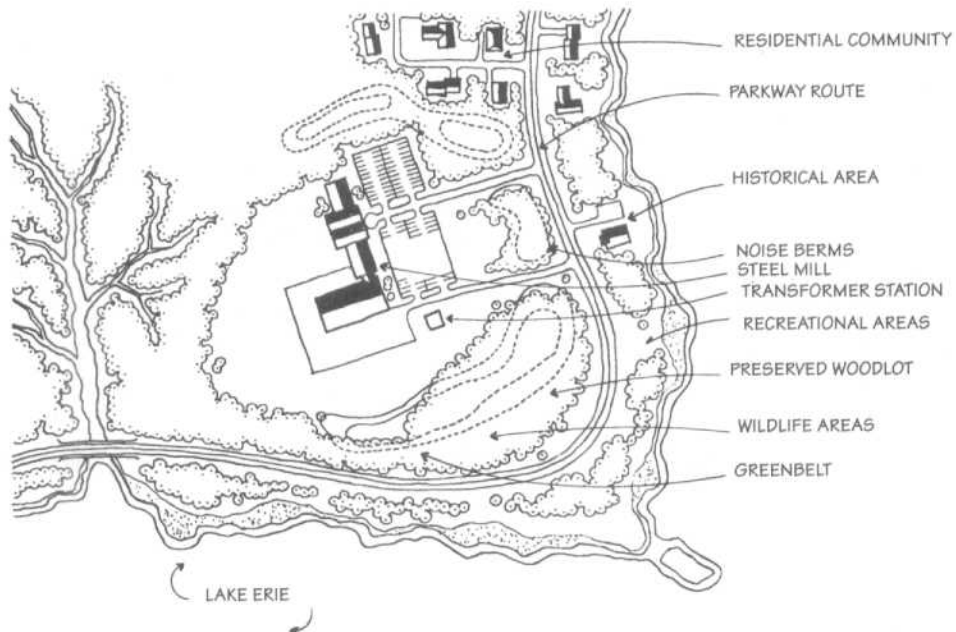 RESIDENTIAL COMMUNITY
PARKWAY ROUTE
HISTORICAL AREA
NOISE BERMS
STEEL MILL
TRANSFORMER STATION
RECREATIONAL AREAS
PRESERVED WOODLOT
WILDLIFE AREAS
GREENBELT
LAKE ERIE